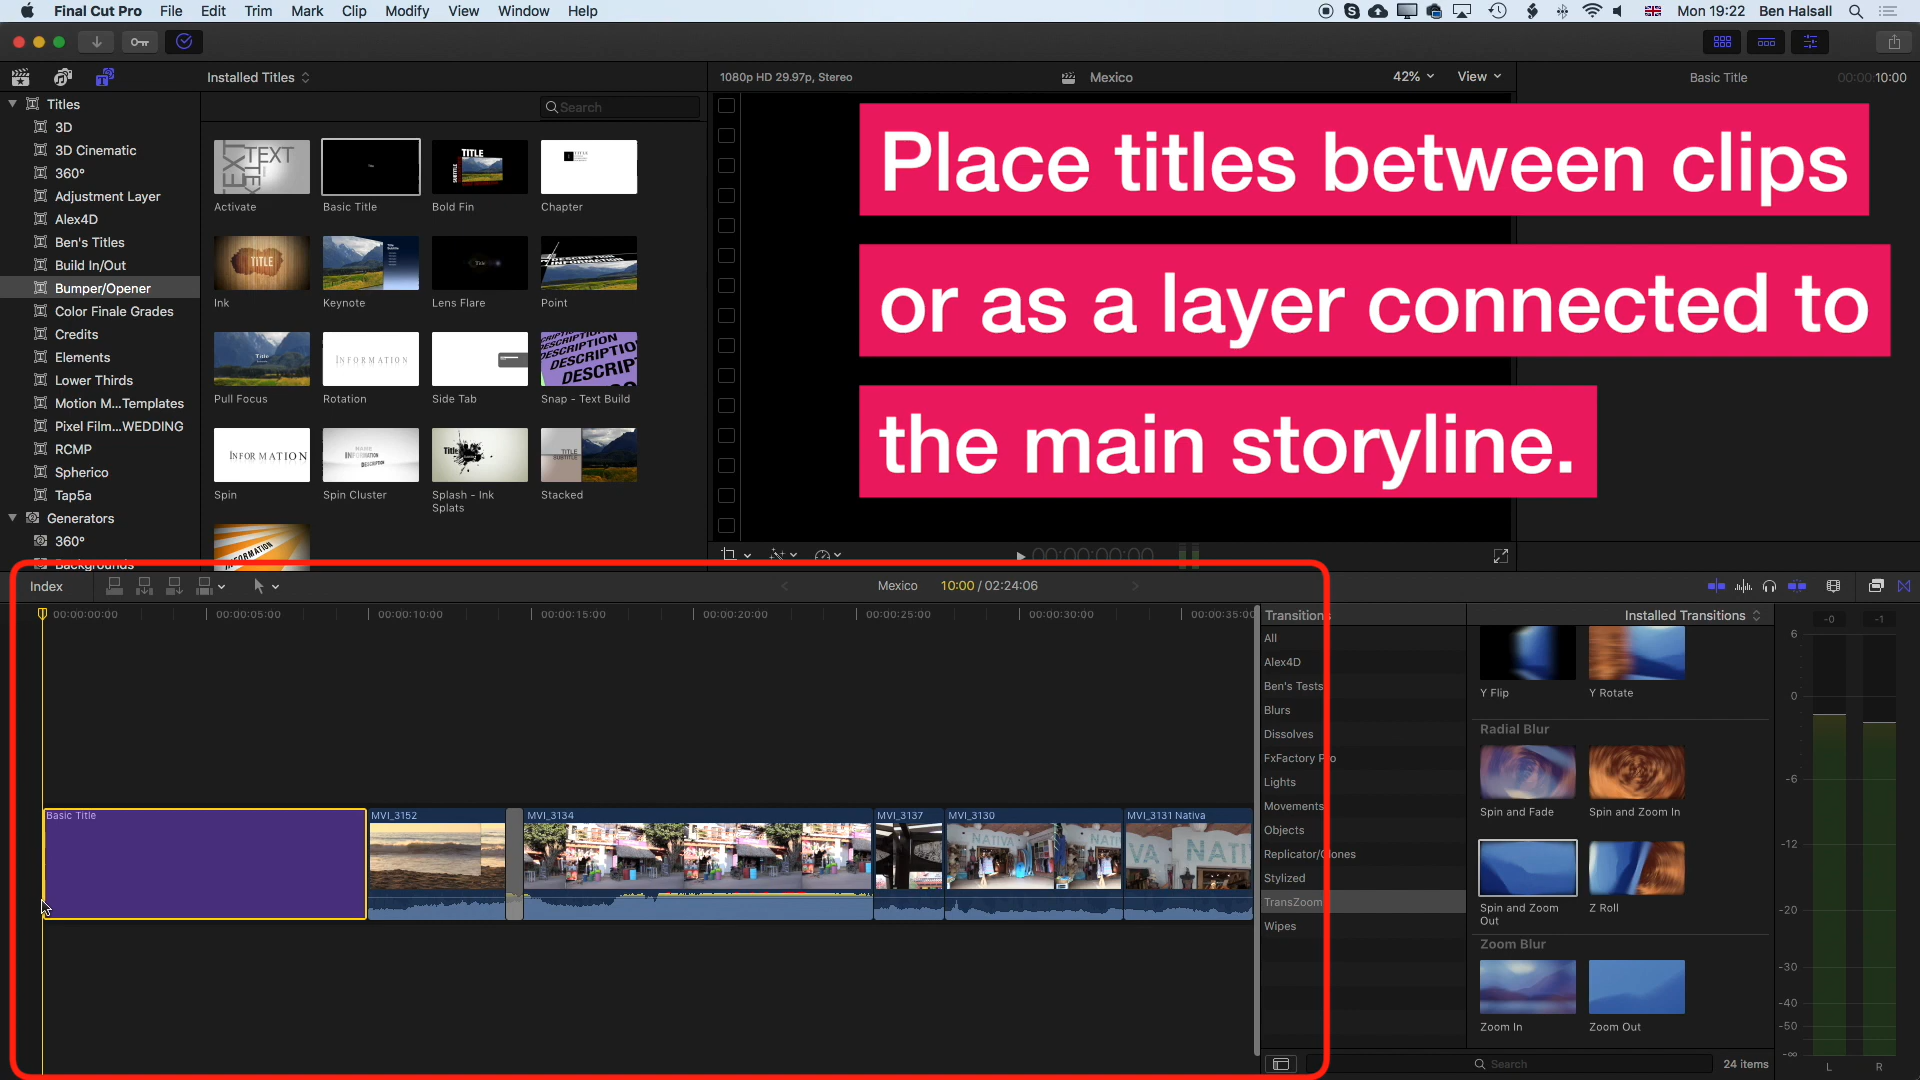 Final Cut Pro File Edit Trim Mark Clip Modify View Window Help Mon 19:22 Ben Halsall
Installed Titles
1080p HD 29.97p, Stereo
Mexico
42%
View
Basic Title
00:00:10:00
Titles
3D
3D Cinematic
360°
Adjustment Layer
Alex4D
Ben's Titles
Build In/Out
Bumper/Opener
Color Finale Grades
Credits
Elements
Lower Thirds
Motion M...Templates
Pixel Film...WEDDING
RCMP
Spherico
Tap5a
Generators
360°
Backgrounds
Search
Activate
Basic Title
Bold Fin
Chapter
Ink
Keynote
Lens Flare
Point
Pull Focus
Rotation
Side Tab
Snap - Text Build
Spin
Spin Cluster
Splash - Ink
Splats
Stacked
Place titles between clips
or as a layer connected to
the main storyline.
00:00:00:00
Index
Mexico
10:00 / 02:24:06
00:00:00:00
00:00:05:00
00:00:10:00
00:00:15:00
00:00:20:00
00:00:25:00
00:00:30:00
00:00:35:00
Basic Title
MVI_3152
MVI_3134
MVI_3137
MVI_3130
MVI_3131 Nativa
Transitions
All
Alex4D
Ben's Tests
Blurs
Dissolves
FxFactory Pro
Lights
Movements
Objects
Replicator/Clones
Stylized
TransZoom
Wipes
Installed Transitions
Y Flip
Y Rotate
Radial Blur
Spin and Fade
Spin and Zoom In
Spin and Zoom
Out
Z Roll
Zoom Blur
Zoom In
Zoom Out
Search
24 items
-0
-1
6
0
-6
-12
-20
-30
-40
-50
-∞
L
R